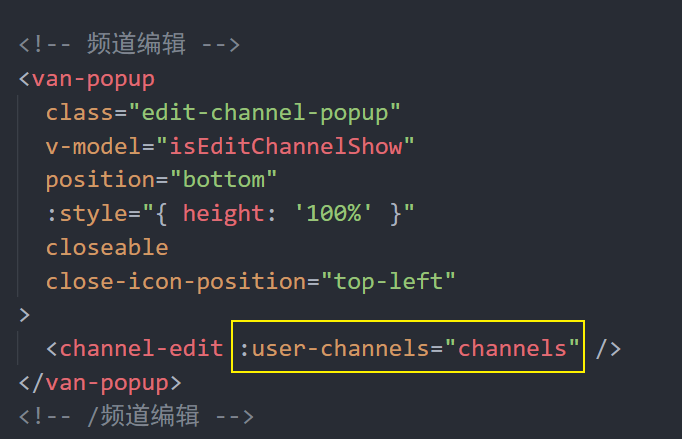 <!-- 频道编辑 -->
<van-popup
class="edit-channel-popup"
v-model="isEditChannelShow"
position="bottom"
:style="{ height: '100%' }"
closeable
close-icon-position="top-left"
>
<channel-edit :user-channels="channels" />
</van-popup>
<!-- /频道编辑 -->